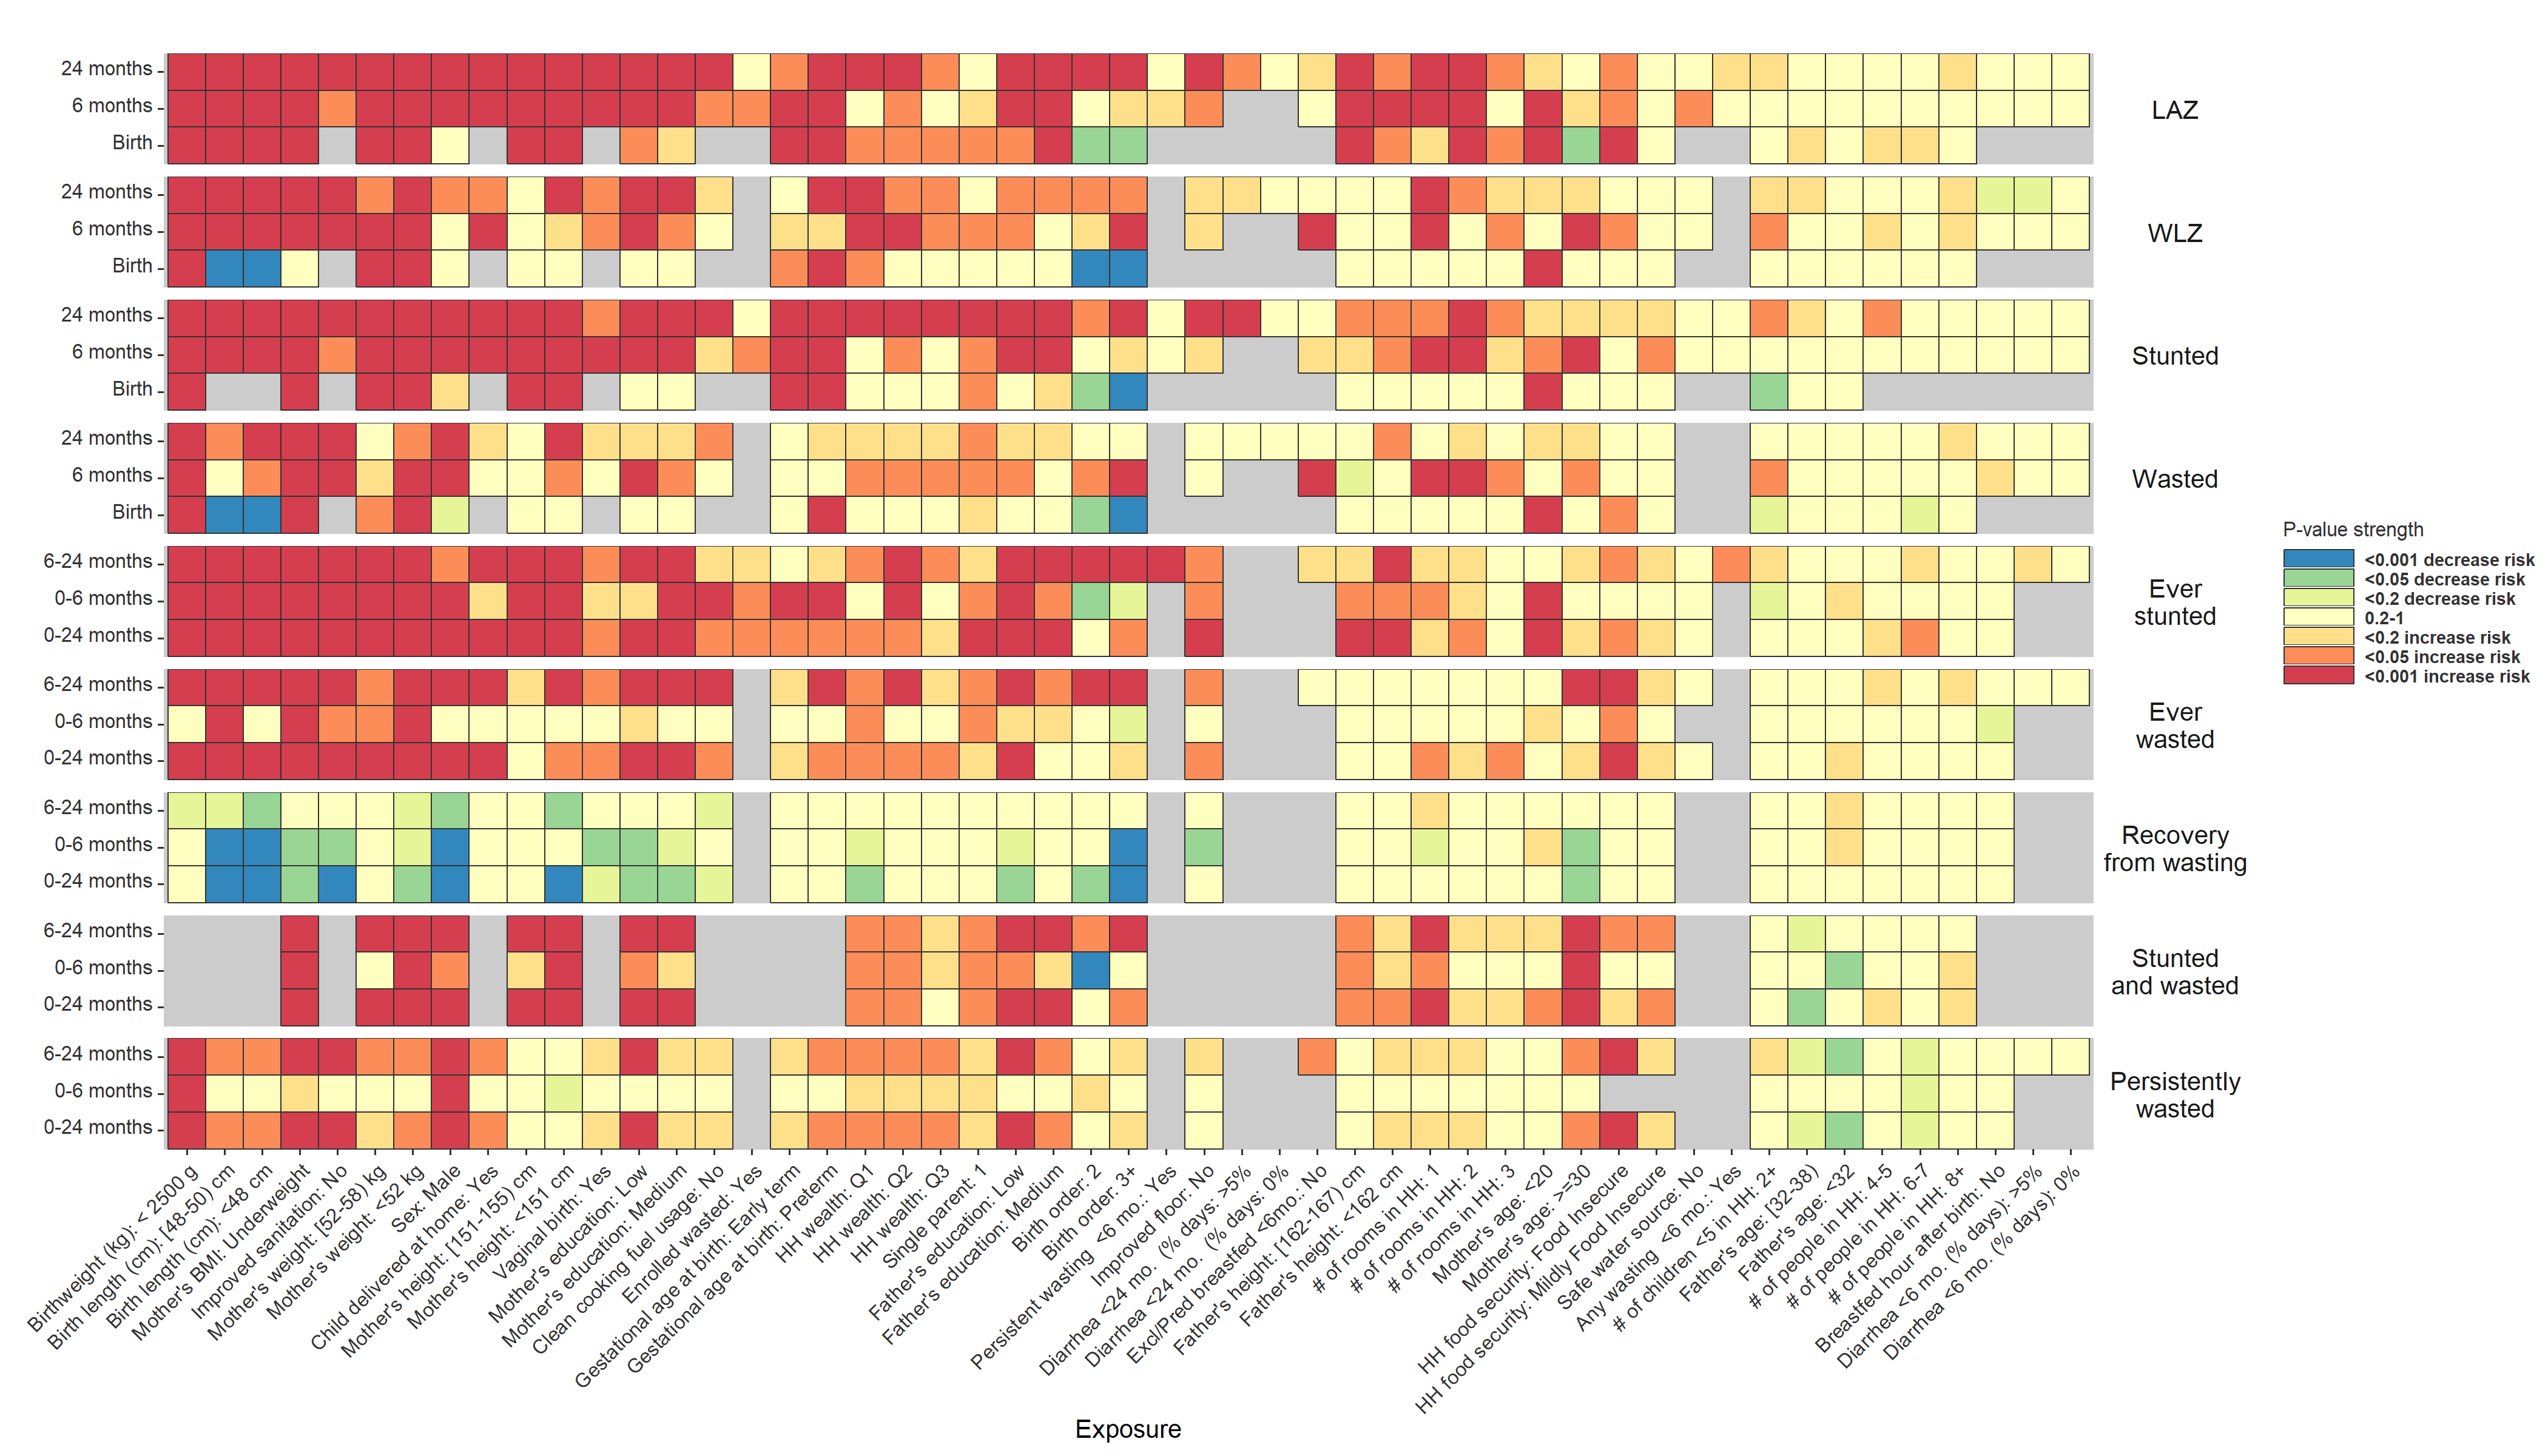 24 months
6 months
Birth
LAZ
24 months
6 months
Birth
WLZ
24 months
6 months
Birth
Stunted
24 months
6 months
Birth
Wasted
6-24 months
0-6 months
0-24 months
Ever
stunted
6-24 months
0-6 months
0-24 months
Ever
wasted
6-24 months
0-6 months
0-24 months
Recovery
from wasting
6-24 months
0-6 months
0-24 months
Stunted
and wasted
6-24 months
0-6 months
0-24 months
Persistently
wasted
P-value strength
<0.001 decrease risk
<0.05 decrease risk
<0.2 decrease risk
0.2-1
<0.2 increase risk
<0.05 increase risk
<0.001 increase risk
Birthweight (kg): < 2500 g
Birth length (cm): [48-50) cm
Birth length (cm): <48 cm
Mother's BMI: Underweight
Improved sanitation: No
Mother's weight: [52-58) kg
Mother's weight: <52 kg
Sex: Male
Child delivered at home: Yes
Mother's height: [151-155) cm
Mother's height: <151 cm
Vaginal birth: Yes
Mother's education: Low
Mother's education: Medium
Clean cooking fuel usage: No
Enrolled wasted: Yes
Gestational age at birth: Early term
Gestational age at birth: Preterm
HH wealth: Q1
HH wealth: Q2
HH wealth: Q3
Single parent: 1
Father's education: Low
Father's education: Medium
Birth order: 2
Birth order: 3+
Persistent wasting <6 mo.: Yes
Improved floor: No
Diarrhea <24 mo. (% days: >5%
Diarrhea <24 mo. (% days: 0%
Excl/Pred breastfed <6mo.: No
Father's height: [162-167) cm
Father's height: <162 cm
# of rooms in HH: 1
# of rooms in HH: 2
# of rooms in HH: 3
Mother's age: <20
Mother's age: >=30
HH food security: Food Insecure
HH food security: Mildly Food Insecure
Safe water source: No
Any wasting <6 mo.: Yes
# of children <5 in HH: 2+
Father's age: [32-38)
Father's age: <32
# of people in HH: 4-5
# of people in HH: 6-7
# of people in HH: 8+
Breastfed hour after birth: No
Diarrhea <6 mo. (% days): >5%
Diarrhea <6 mo. (% days): 0%
Exposure